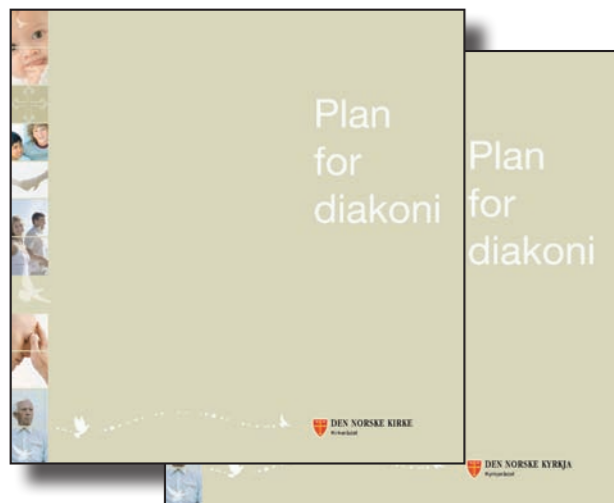 Plan
for
diakoni
DEN NORSKE KIRKE
Kirkerådet
Plan
for
diakoni
DEN NORSKE KYRKJA
Kyrkjerådet